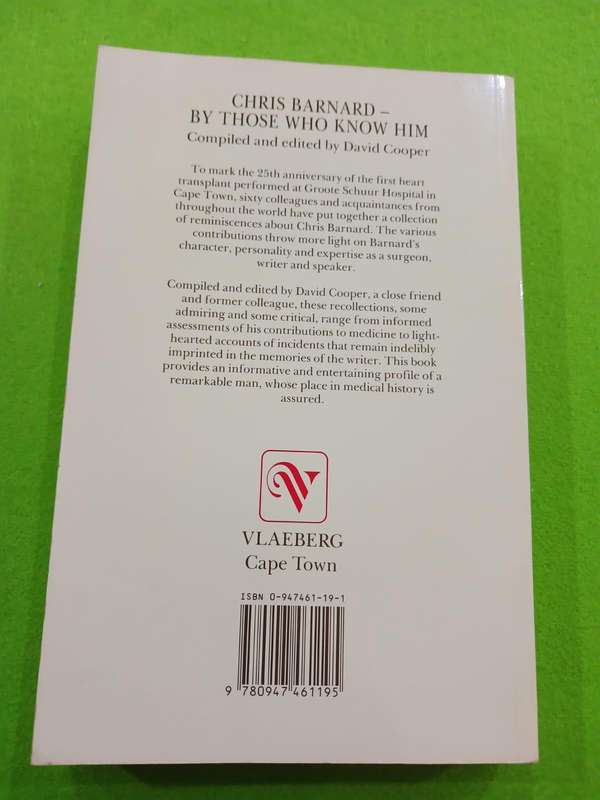 CHRIS BARNARD –
BY THOSE WHO KNOW HIM
Compiled and edited by David Cooper
To mark the 25th anniversary of the first heart
transplant performed at Groote Schuur Hospital in
Cape Town, sixty colleagues and acquaintances from
throughout the world have put together a collection
of reminiscences about Chris Barnard. The various
contributions throw more light on Barnard's
character, personality and expertise as a surgeon,
writer and speaker.
Compiled and edited by David Cooper, a close friend
and former colleague, these recollections, some
admiring and some critical, range from informed
assessments of his contributions to medicine to light-
hearted accounts of incidents that remain indelibly
imprinted in the memories of the writer. This book
provides an informative and entertaining profile of a
remarkable man, whose place in medical history is
assured.
V
VLAEBERG
Cape Town
ISBN 0-947461-19-1
9 780947 461195